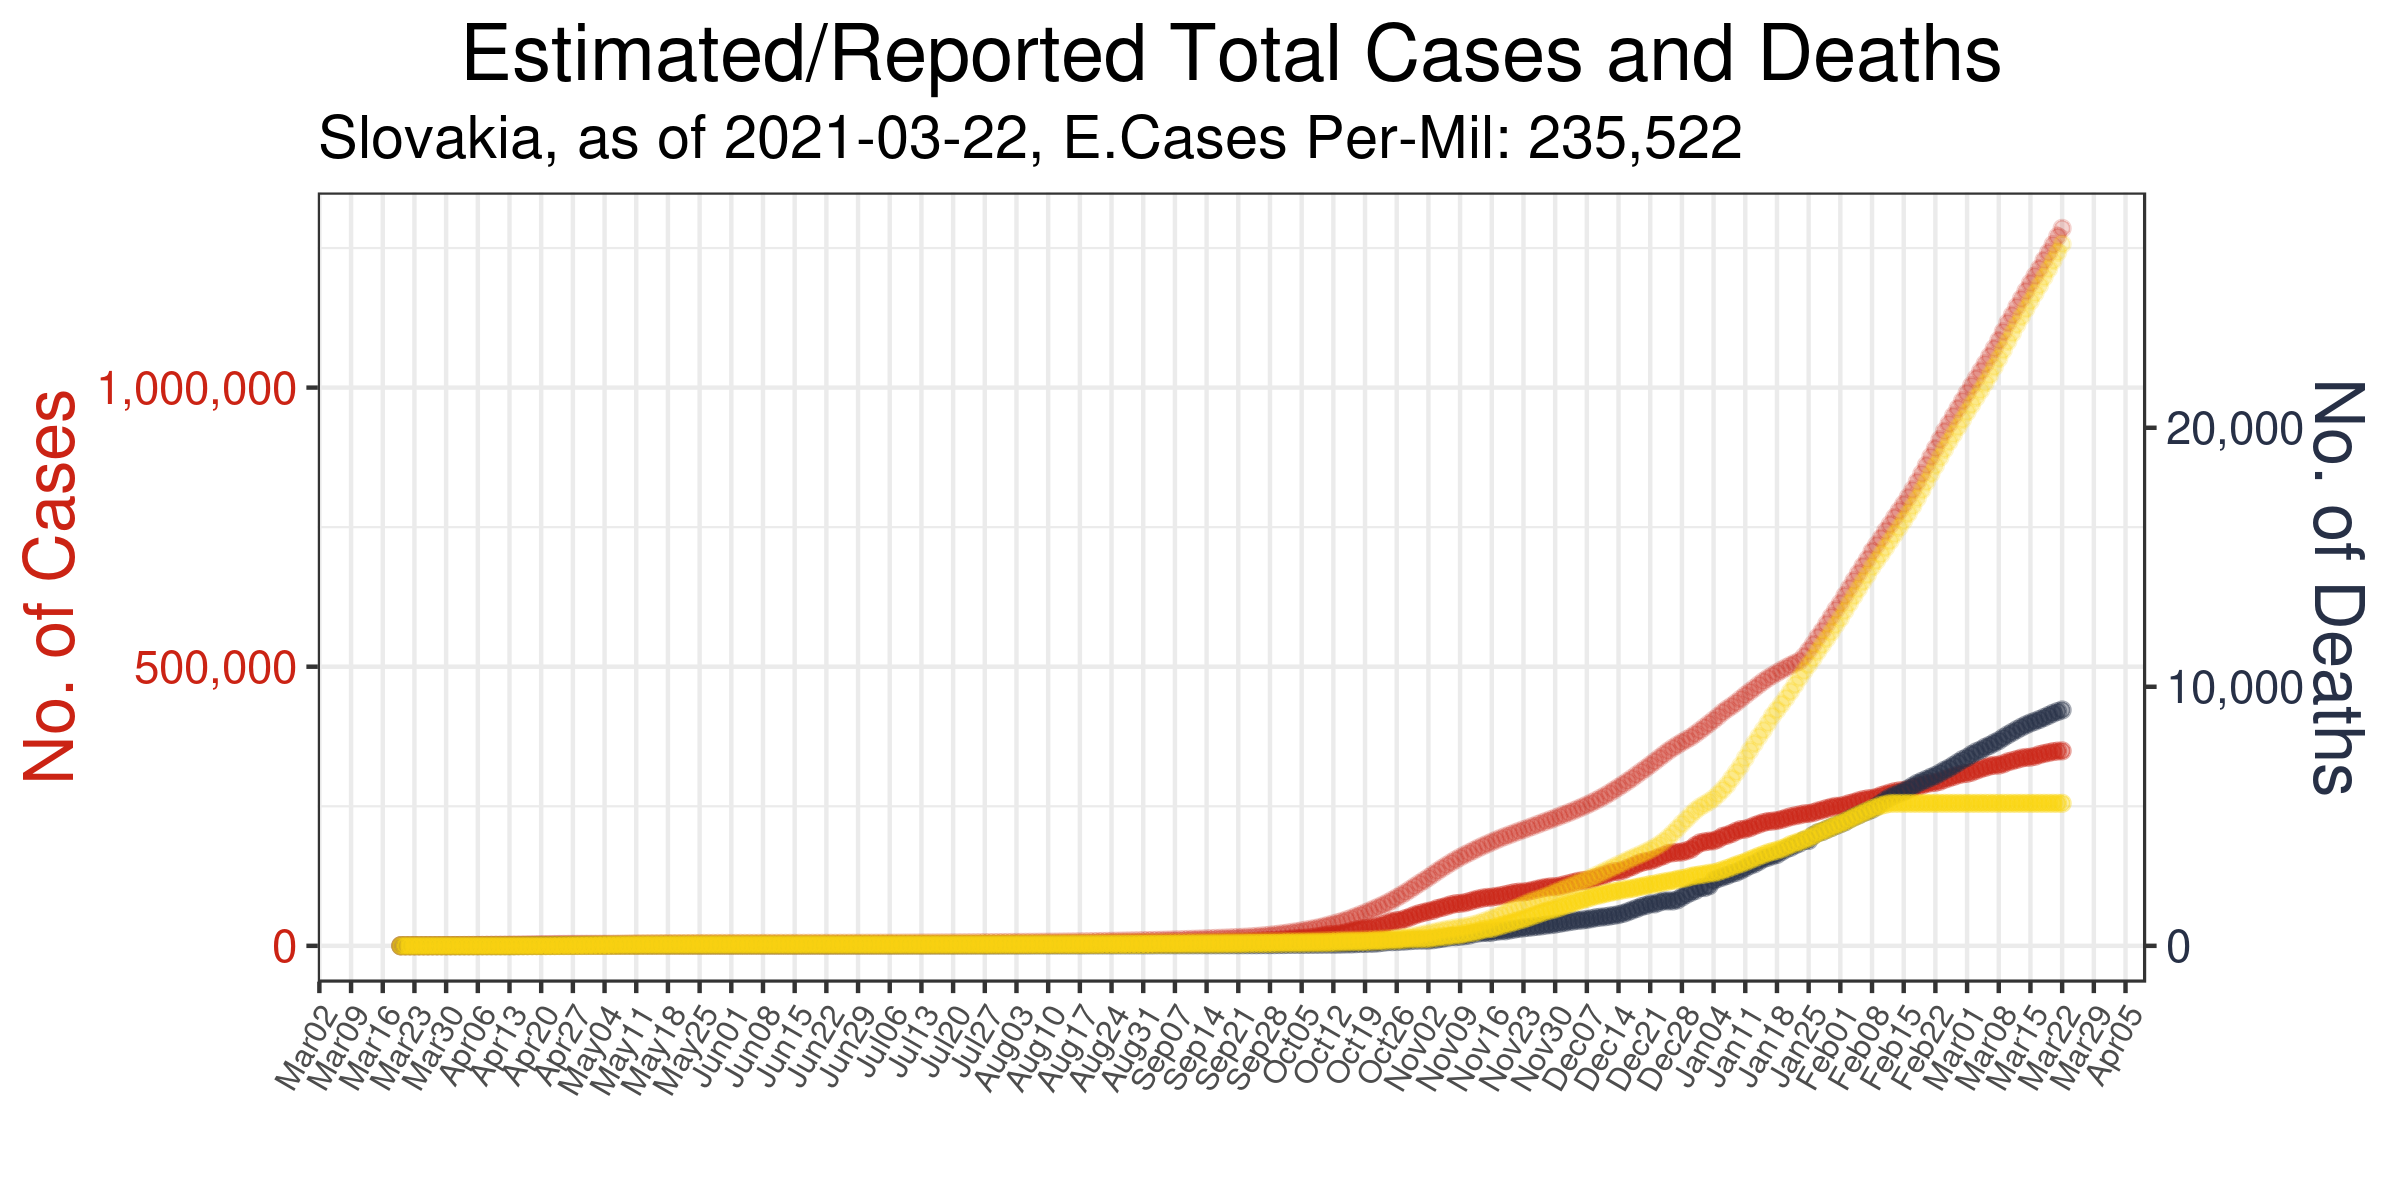 Estimated/Reported Total Cases and Deaths
Slovakia, as of 2021-03-22, E.Cases Per-Mil: 235,522
No. of Cases
1,000,000
500,000
0
20,000
10,000
0
No. of Deaths
Mar02
Mar09
Mar16
Mar23
Mar30
Apr06
Apr13
Apr20
Apr27
May04
May11
May18
May25
Jun01
Jun08
Jun15
Jun22
Jun29
Jul06
Jul13
Jul20
Jul27
Aug03
Aug10
Aug17
Aug24
Aug31
Sep07
Sep14
Sep21
Sep28
Oct05
Oct12
Oct19
Oct26
Nov02
Nov09
Nov16
Nov23
Nov30
Dec07
Dec14
Dec21
Dec28
Jan04
Jan11
Jan18
Jan25
Feb01
Feb08
Feb15
Feb22
Mar01
Mar08
Mar15
Mar22
Mar29
Apr05